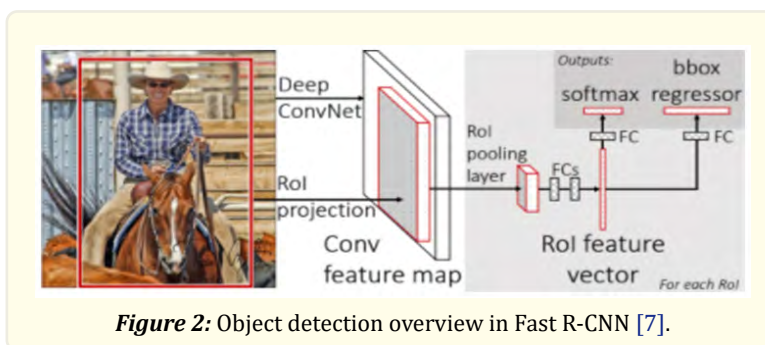 Outputs:
softmax
bbox
regressor
FC
FC
Deep
ConvNet
RoI
projection
Conv
feature map
RoI
pooling
layer
FCs
RoI feature
vector
For each RoI
Figure 2: Object detection overview in Fast R-CNN [7].